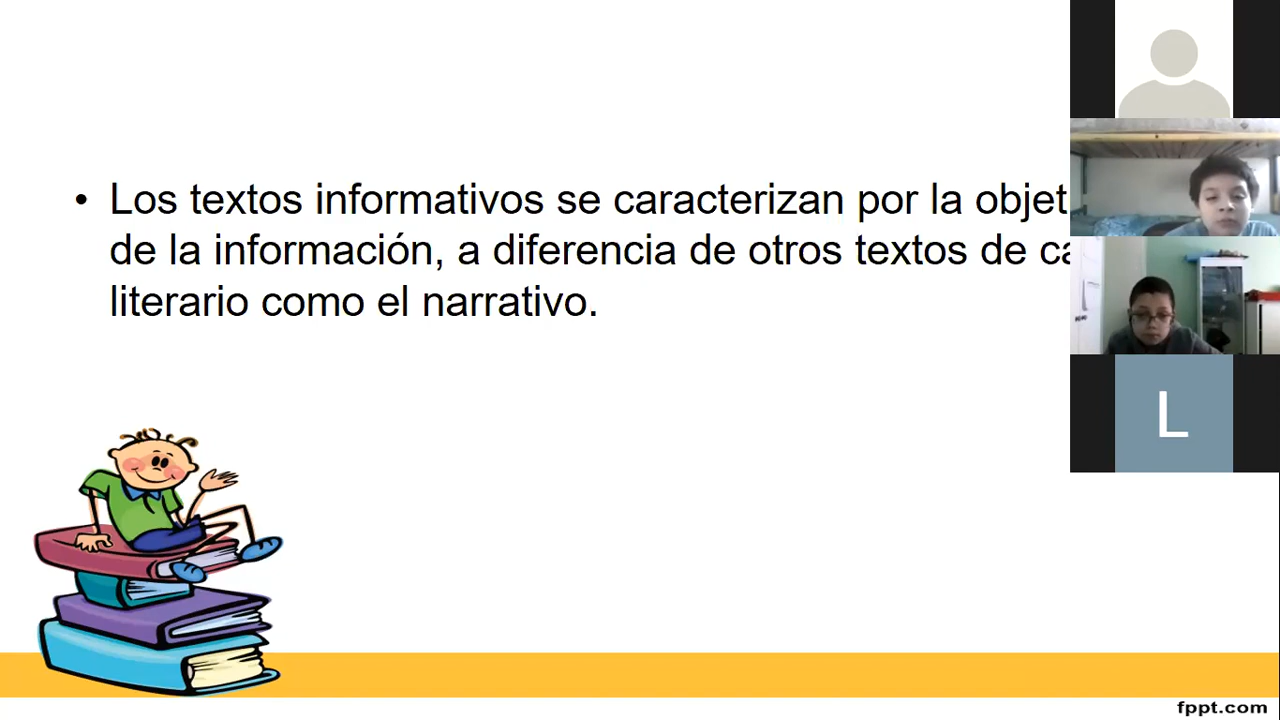 • Los textos informativos se caracterizan por la objet
de la información, a diferencia de otros textos de ca
literario como el narrativo.
L
fppt.com